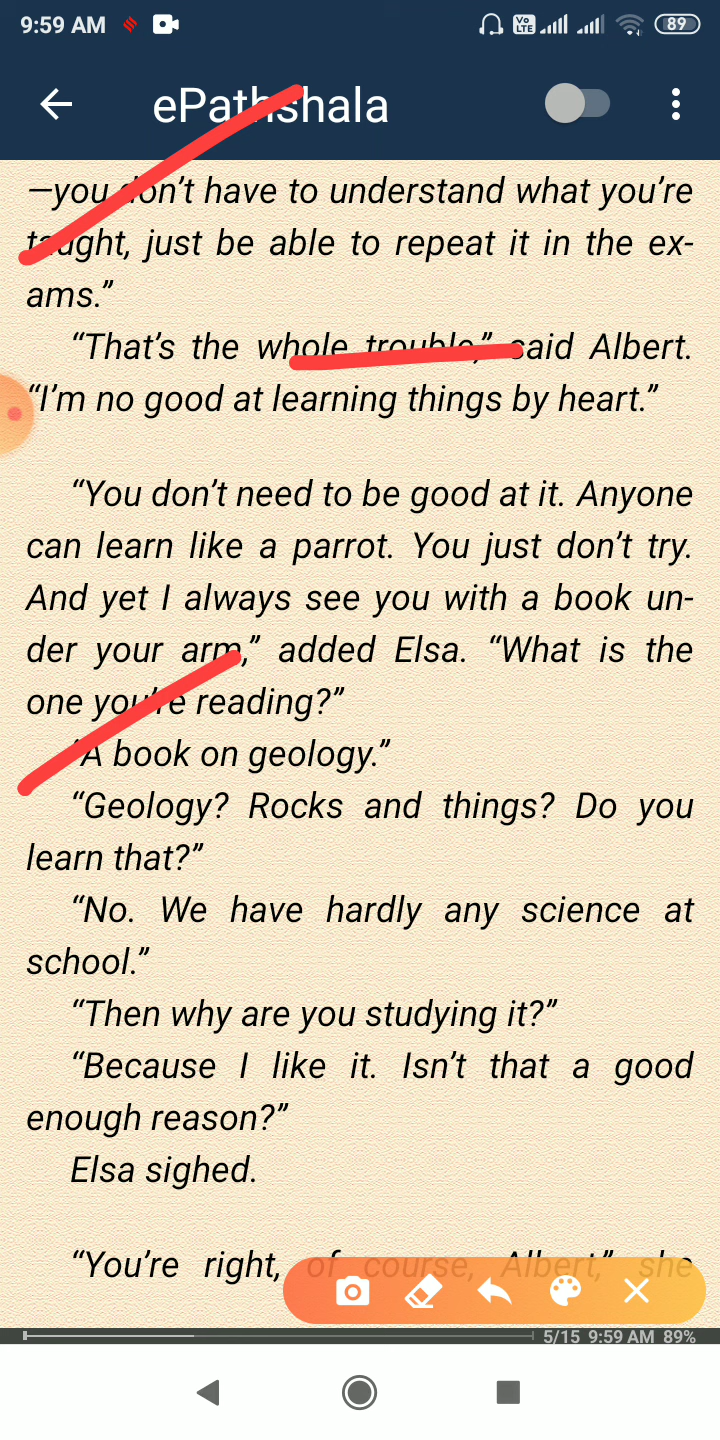 9:59 AM
Vo LTE
89
ePathshala
—you don't have to understand what you're
taught, just be able to repeat it in the ex-
ams.”
“That's the whole trouble,” said Albert.
“I'm no good at learning things by heart.”
“You don't need to be good at it. Anyone
can learn like a parrot. You just don't try.
And yet I always see you with a book un-
der your arm,” added Elsa. “What is the
one you're reading?”
“A book on geology.”
“Geology? Rocks and things? Do you
learn that?”
“No. We have hardly any science at
school.”
“Then why are you studying it?”
“Because I like it. Isn't that a good
enough reason?”
Elsa sighed.
“You're right, of course, Albert,” she
5/15 9:59 AM 89%